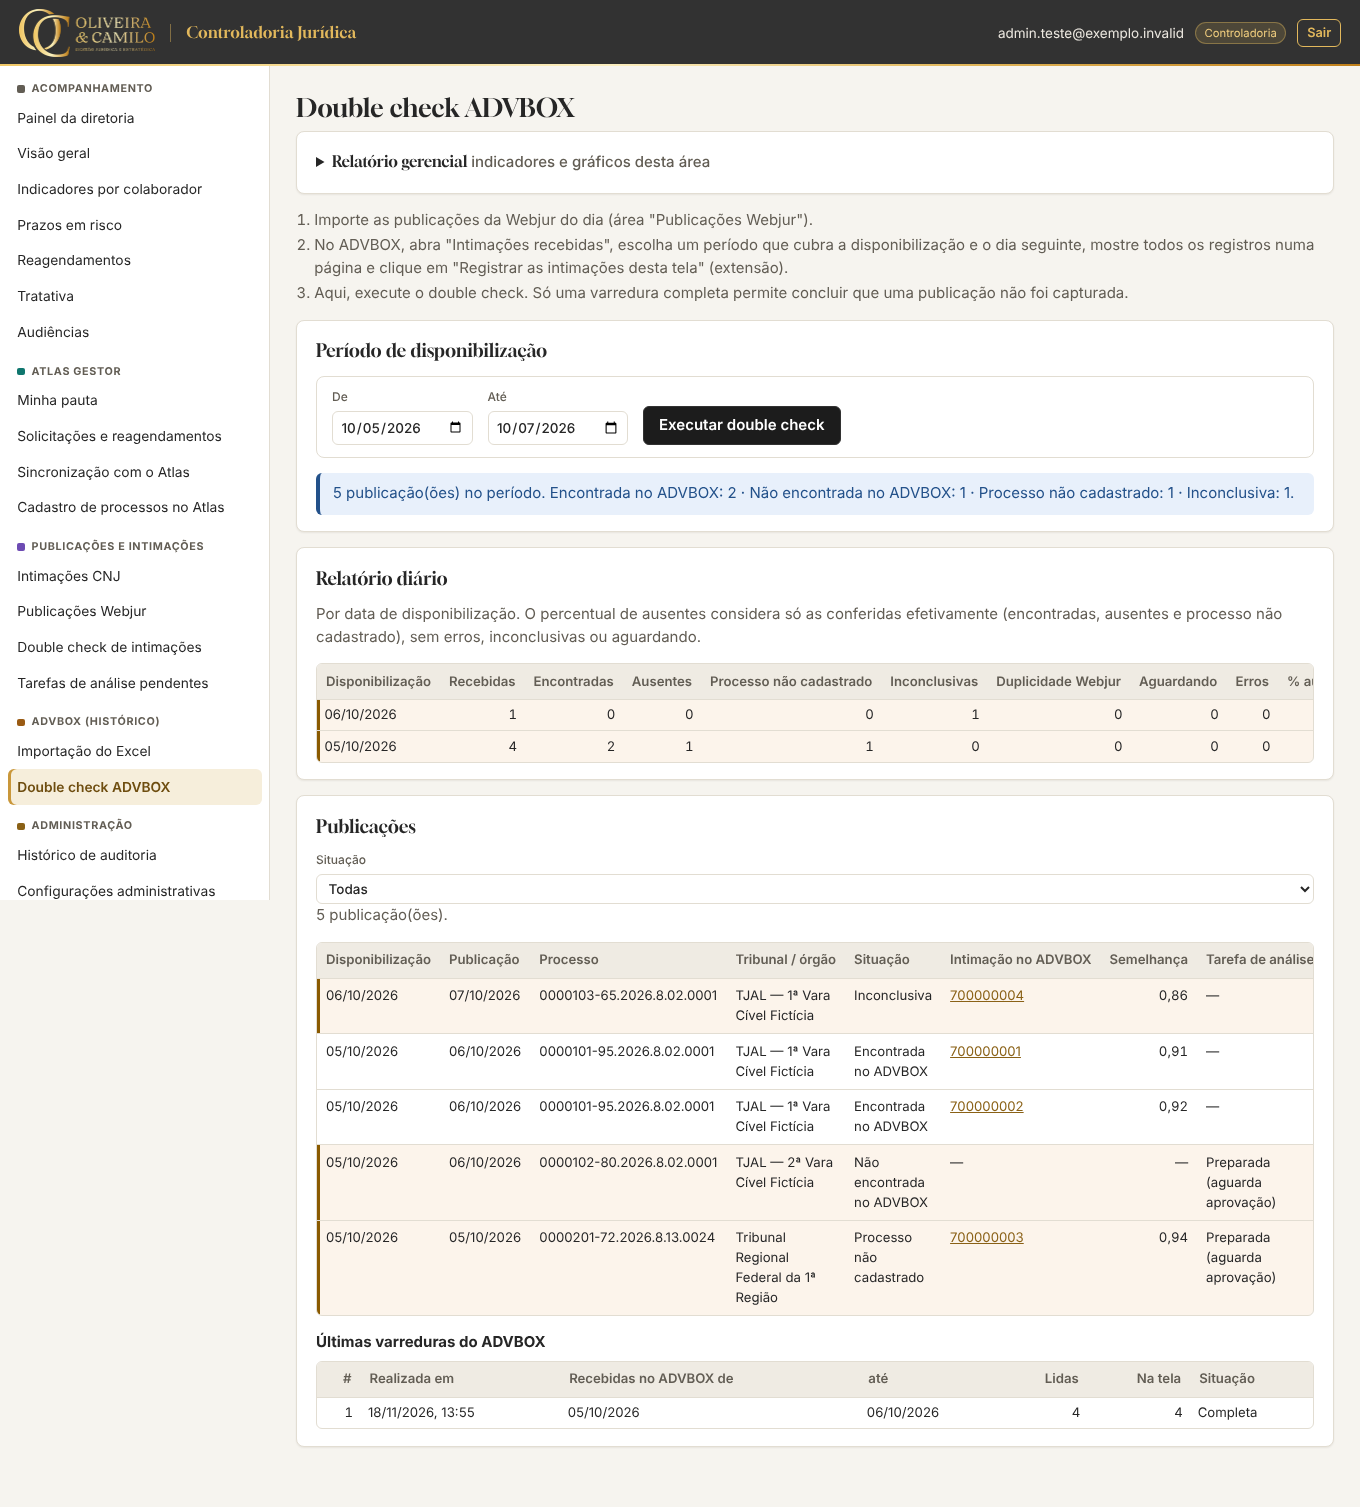 OLIVEIRA
& CAMILO
Controladoria Jurídica
admin.teste@exemplo.invalid
Controladoria
Sair
ACOMPANHAMENTO
Painel da diretoria
Visão geral
Indicadores por colaborador
Prazos em risco
Reagendamentos
Tratativa
Audiências
ATLAS GESTOR
Minha pauta
Solicitações e reagendamentos
Sincronização com o Atlas
Cadastro de processos no Atlas
PUBLICAÇÕES E INTIMAÇÕES
Intimações CNJ
Publicações Webjur
Double check de intimações
Tarefas de análise pendentes
ADVBOX (HISTÓRICO)
Importação do Excel
Double check ADVBOX
ADMINISTRAÇÃO
Histórico de auditoria
Configurações administrativas
Double check ADVBOX
Relatório gerencial indicadores e gráficos desta área
1. Importe as publicações da Webjur do dia (área "Publicações Webjur").
2. No ADVBOX, abra "Intimações recebidas", escolha um período que cubra a disponibilização e o dia seguinte, mostre todos os registros numa
página e clique em "Registrar as intimações desta tela" (extensão).
3. Aqui, execute o double check. Só uma varredura completa permite concluir que uma publicação não foi capturada.
Período de disponibilização
De Até
10/05/2026 10/07/2026 Executar double check
5 publicação(ões) no período. Encontrada no ADVBOX: 2 · Não encontrada no ADVBOX: 1 · Processo não cadastrado: 1 · Inconclusiva: 1.
Relatório diário
Por data de disponibilização. O percentual de ausentes considera só as conferidas efetivamente (encontradas, ausentes e processo não
cadastrado), sem erros, inconclusivas ou aguardando.
Disponibilização Recebidas Encontradas Ausentes Processo não cadastrado Inconclusivas Duplicidade Webjur Aguardando Erros %
06/10/2026 1 0 0 0 1 0 0 0
05/10/2026 4 2 1 1 0 0 0 0
Publicações
Situação
Todas
5 publicação(ões).
Disponibilização Publicação Processo Tribunal / órgão Situação Intimação no ADVBOX Semelhança Tarefa de análise
06/10/2026 07/10/2026 0000103-65.2026.8.02.0001 TJAL — 1ª Vara Inconclusiva 700000004 0,86 —
Cível Fictícia
05/10/2026 06/10/2026 0000101-95.2026.8.02.0001 TJAL — 1ª Vara Encontrada 700000001 0,91 —
Cível Fictícia no ADVBOX
05/10/2026 06/10/2026 0000101-95.2026.8.02.0001 TJAL — 1ª Vara Encontrada 700000002 0,92 —
Cível Fictícia no ADVBOX
05/10/2026 06/10/2026 0000102-80.2026.8.02.0001 TJAL — 2ª Vara Não — — Preparada
Cível Fictícia encontrada (aguarda
no ADVBOX aprovação)
05/10/2026 05/10/2026 0000201-72.2026.8.13.0024 Tribunal Processo 700000003 0,94 Preparada
Regional não (aguarda
Federal da 1ª cadastrado aprovação)
Região
Últimas varreduras do ADVBOX
# Realizada em Recebidas no ADVBOX de até Lidas Na tela Situação
1 18/11/2026, 13:55 05/10/2026 06/10/2026 4 4 Completa